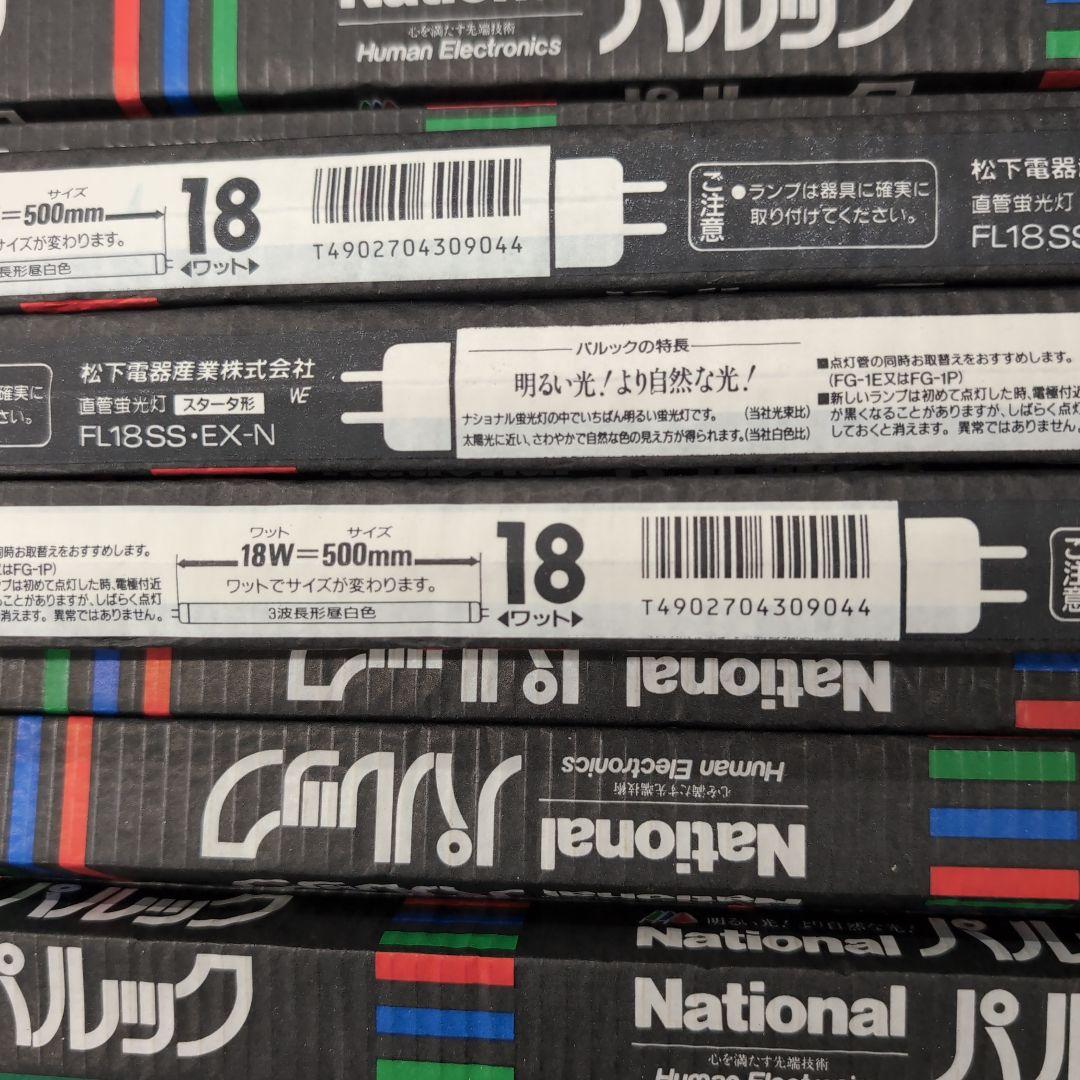 National
パルック
心を満たす先端技術
Human Electronics
サイズ
=500mm
サイズが変わります。
長形昼白色
18
ワット
T4902704309044
ご注意
●ランプは器具に確実に
取り付けてください。
松下電器
直管蛍光灯
FL18SS
確実に
さい。
松下電器産業株式会社
直管蛍光灯 スタータ形 WE
FL18SS・EX-N
パルックの特長
明るい光!より自然な光!
ナショナル蛍光灯の中でいちばん明るい蛍光灯です。 (当社光束比)
太陽光に近い、さわやかで自然な色の見え方が得られます。(当社白色比)
■点灯管の同時お取替えをおすすめします。
(FG-1E又はFG-1P)
■新しいランプは初めて点灯した時、電極付近
が黒くなることがありますが、しばらく点灯
しておくと消えます。異常ではありません。
同時お取替えをおすすめします。
又はFG-1P)
ンプは初めて点灯した時、電極付近
ことがありますが、しばらく点灯
消えます。異常ではありません。
ワット サイズ
18W=500mm
ワットでサイズが変わります。
3波長形昼白色
18
ワット
T4902704309044
ご注意
National パルック
National
心を満たす先端技術
Human Electronics
パルック
パルック
明るい光!より自然な光!
National
パルック
National
心を満たす先端技術
Human Electronics
パル